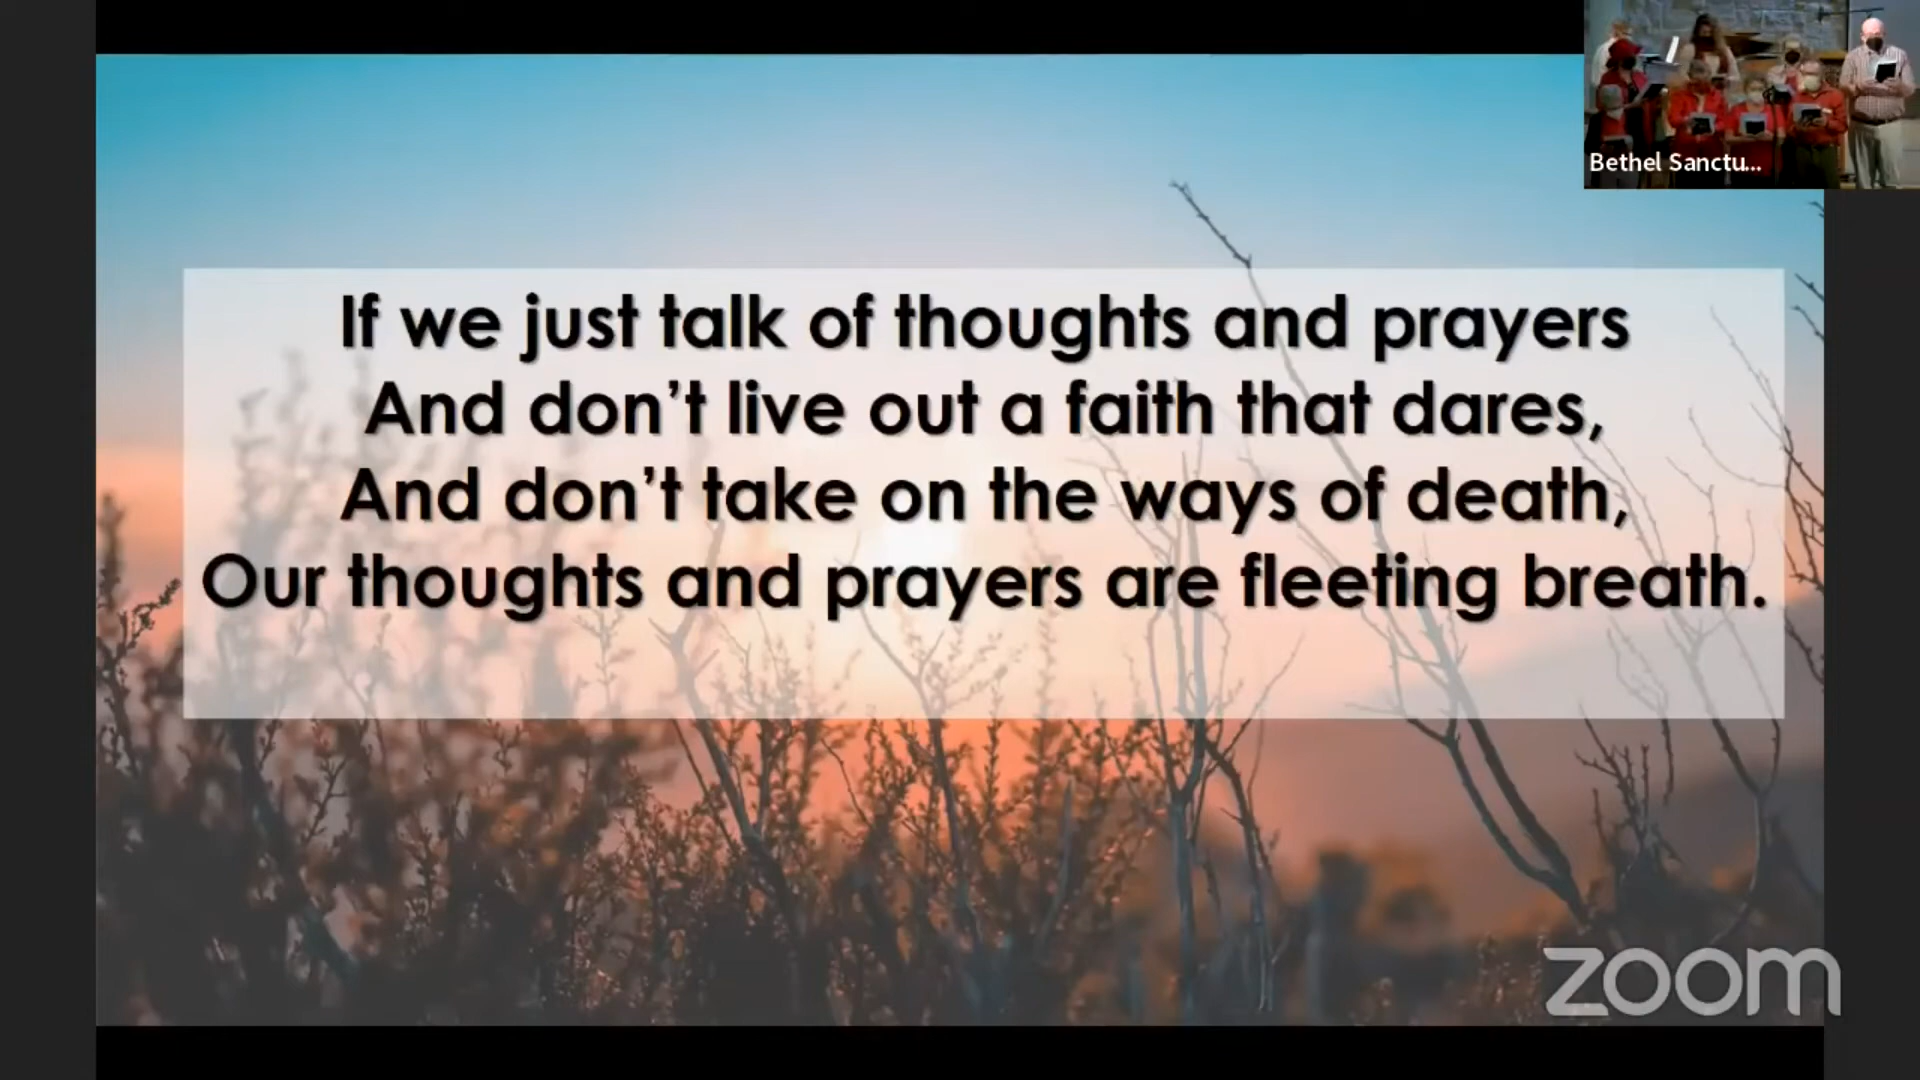 Bethel Sanctu...
If we just talk of thoughts and prayers
And don't live out a faith that dares,
And don't take on the ways of death,
Our thoughts and prayers are fleeting breath.
zoom